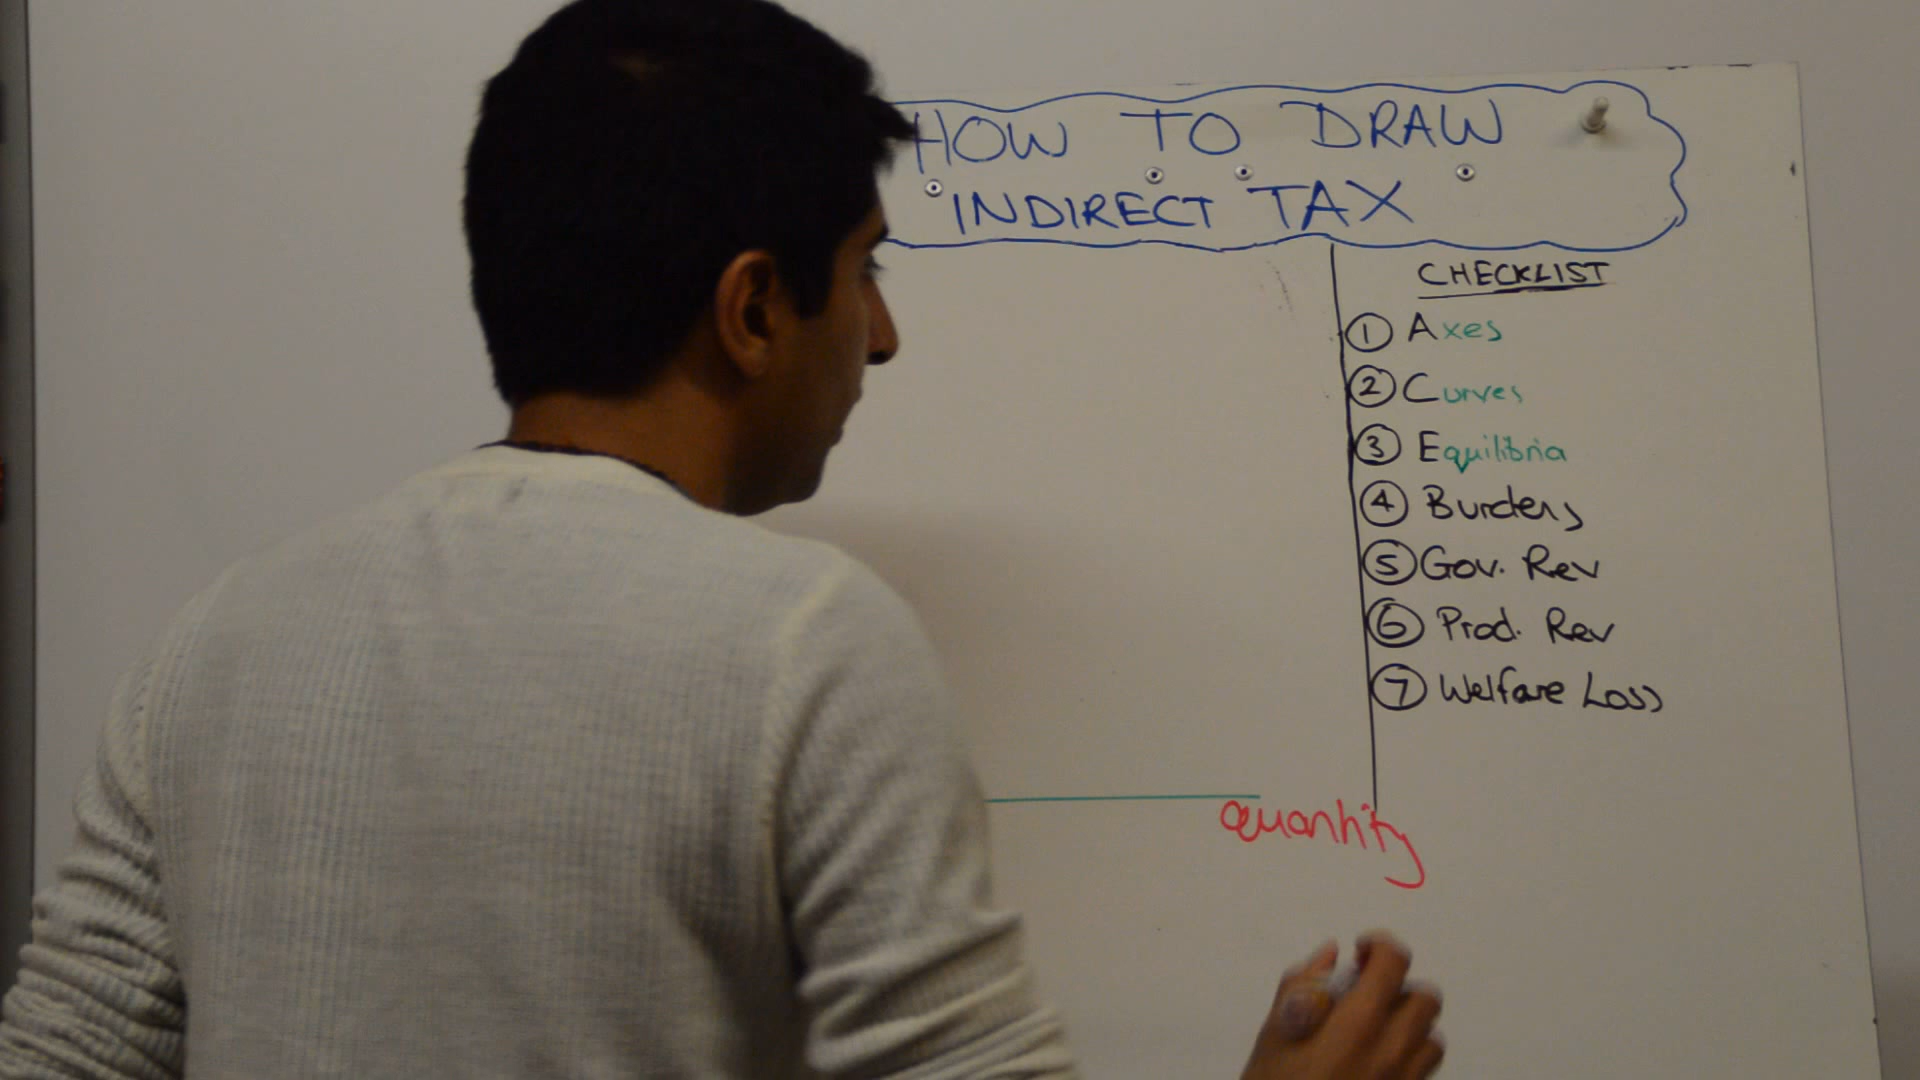 HOW TO DRAW
INDIRECT TAX
CHECKLIST
① Axes
② Curves
③ Equilibria
④ Burdens
⑤ Gov. Rev
⑥ Prod. Rev
⑦ Welfare Loss
quantity